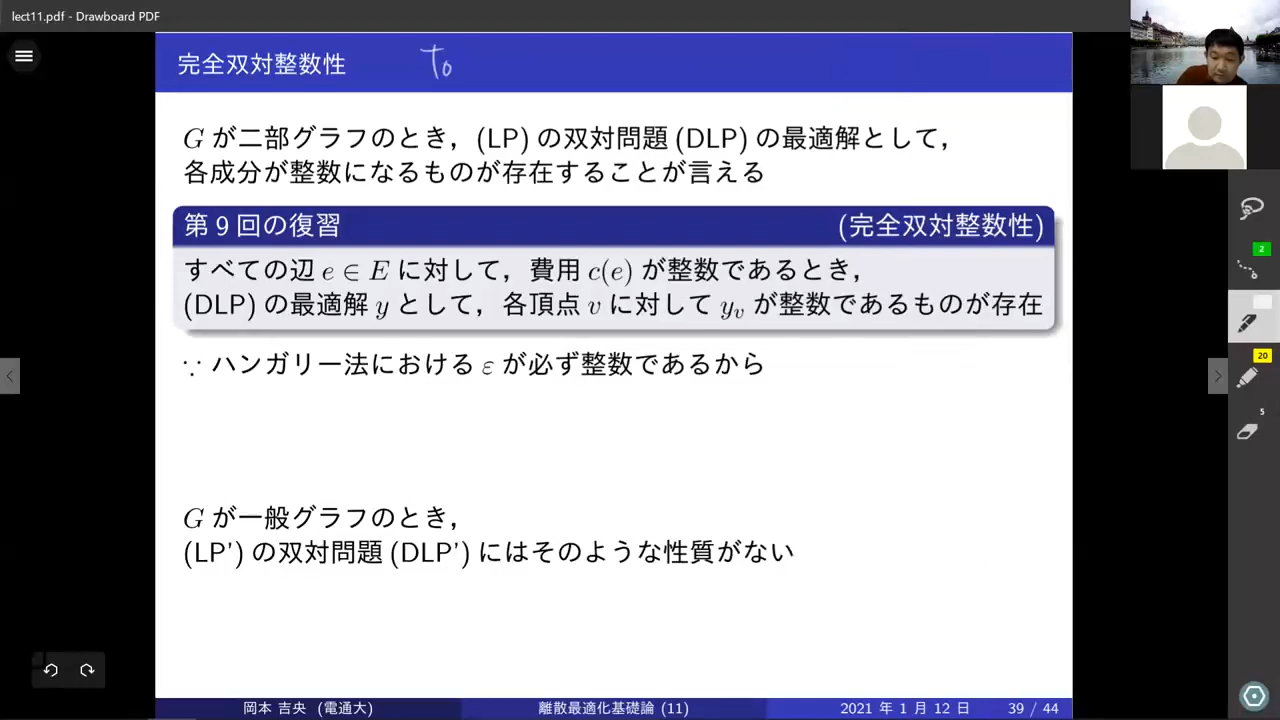 lect11.pdf - Drawboard PDF
完全双対整数性 To
G が二部グラフのとき，(LP) の双対問題 (DLP) の最適解として，
各成分が整数になるものが存在することが言える
第 9 回の復習 (完全双対整数性)
すべての辺 e ∈ E に対して，費用 c(e) が整数であるとき，
(DLP) の最適解 y として，各頂点 v に対して y_v が整数であるものが存在
∵ ハンガリー法における ε が必ず整数であるから
G が一般グラフのとき，
(LP') の双対問題 (DLP') にはそのような性質がない
岡本 吉央 (電通大) 離散最適化基礎論 (11) 2021 年 1 月 12 日 39 / 44
2
20
5